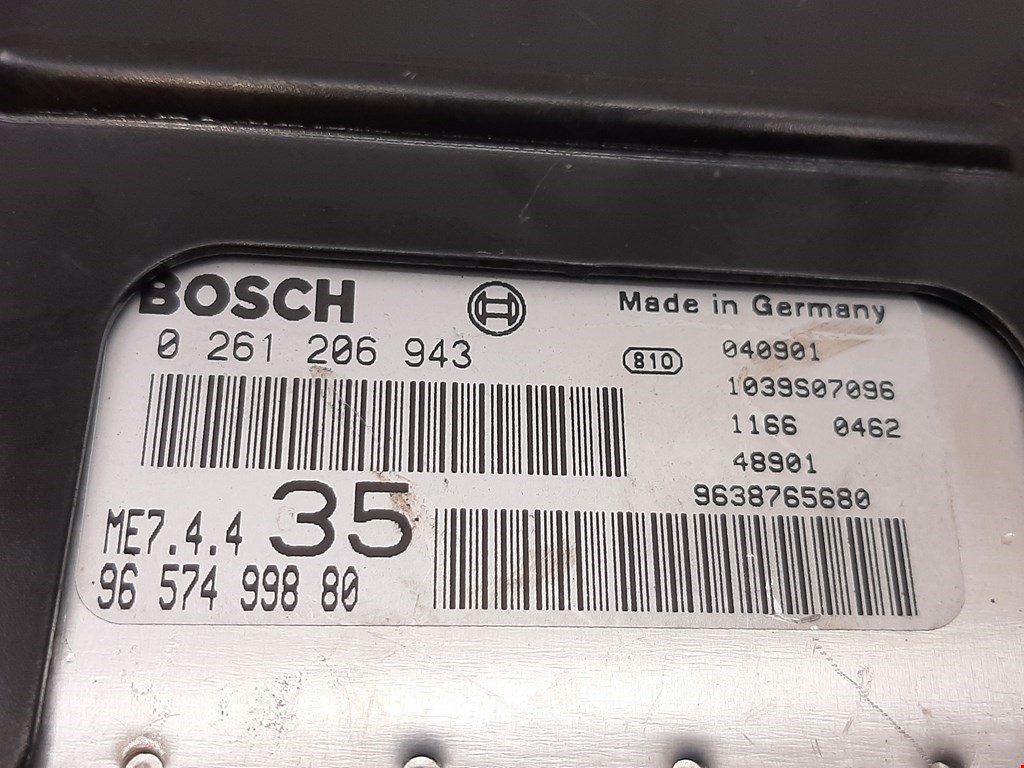 BOSCH
Made in Germany
0 261 206 943
810
040901
1039S07096
1166 0462
48901
9638765680
ME7.4.4 35
96 574 998 80